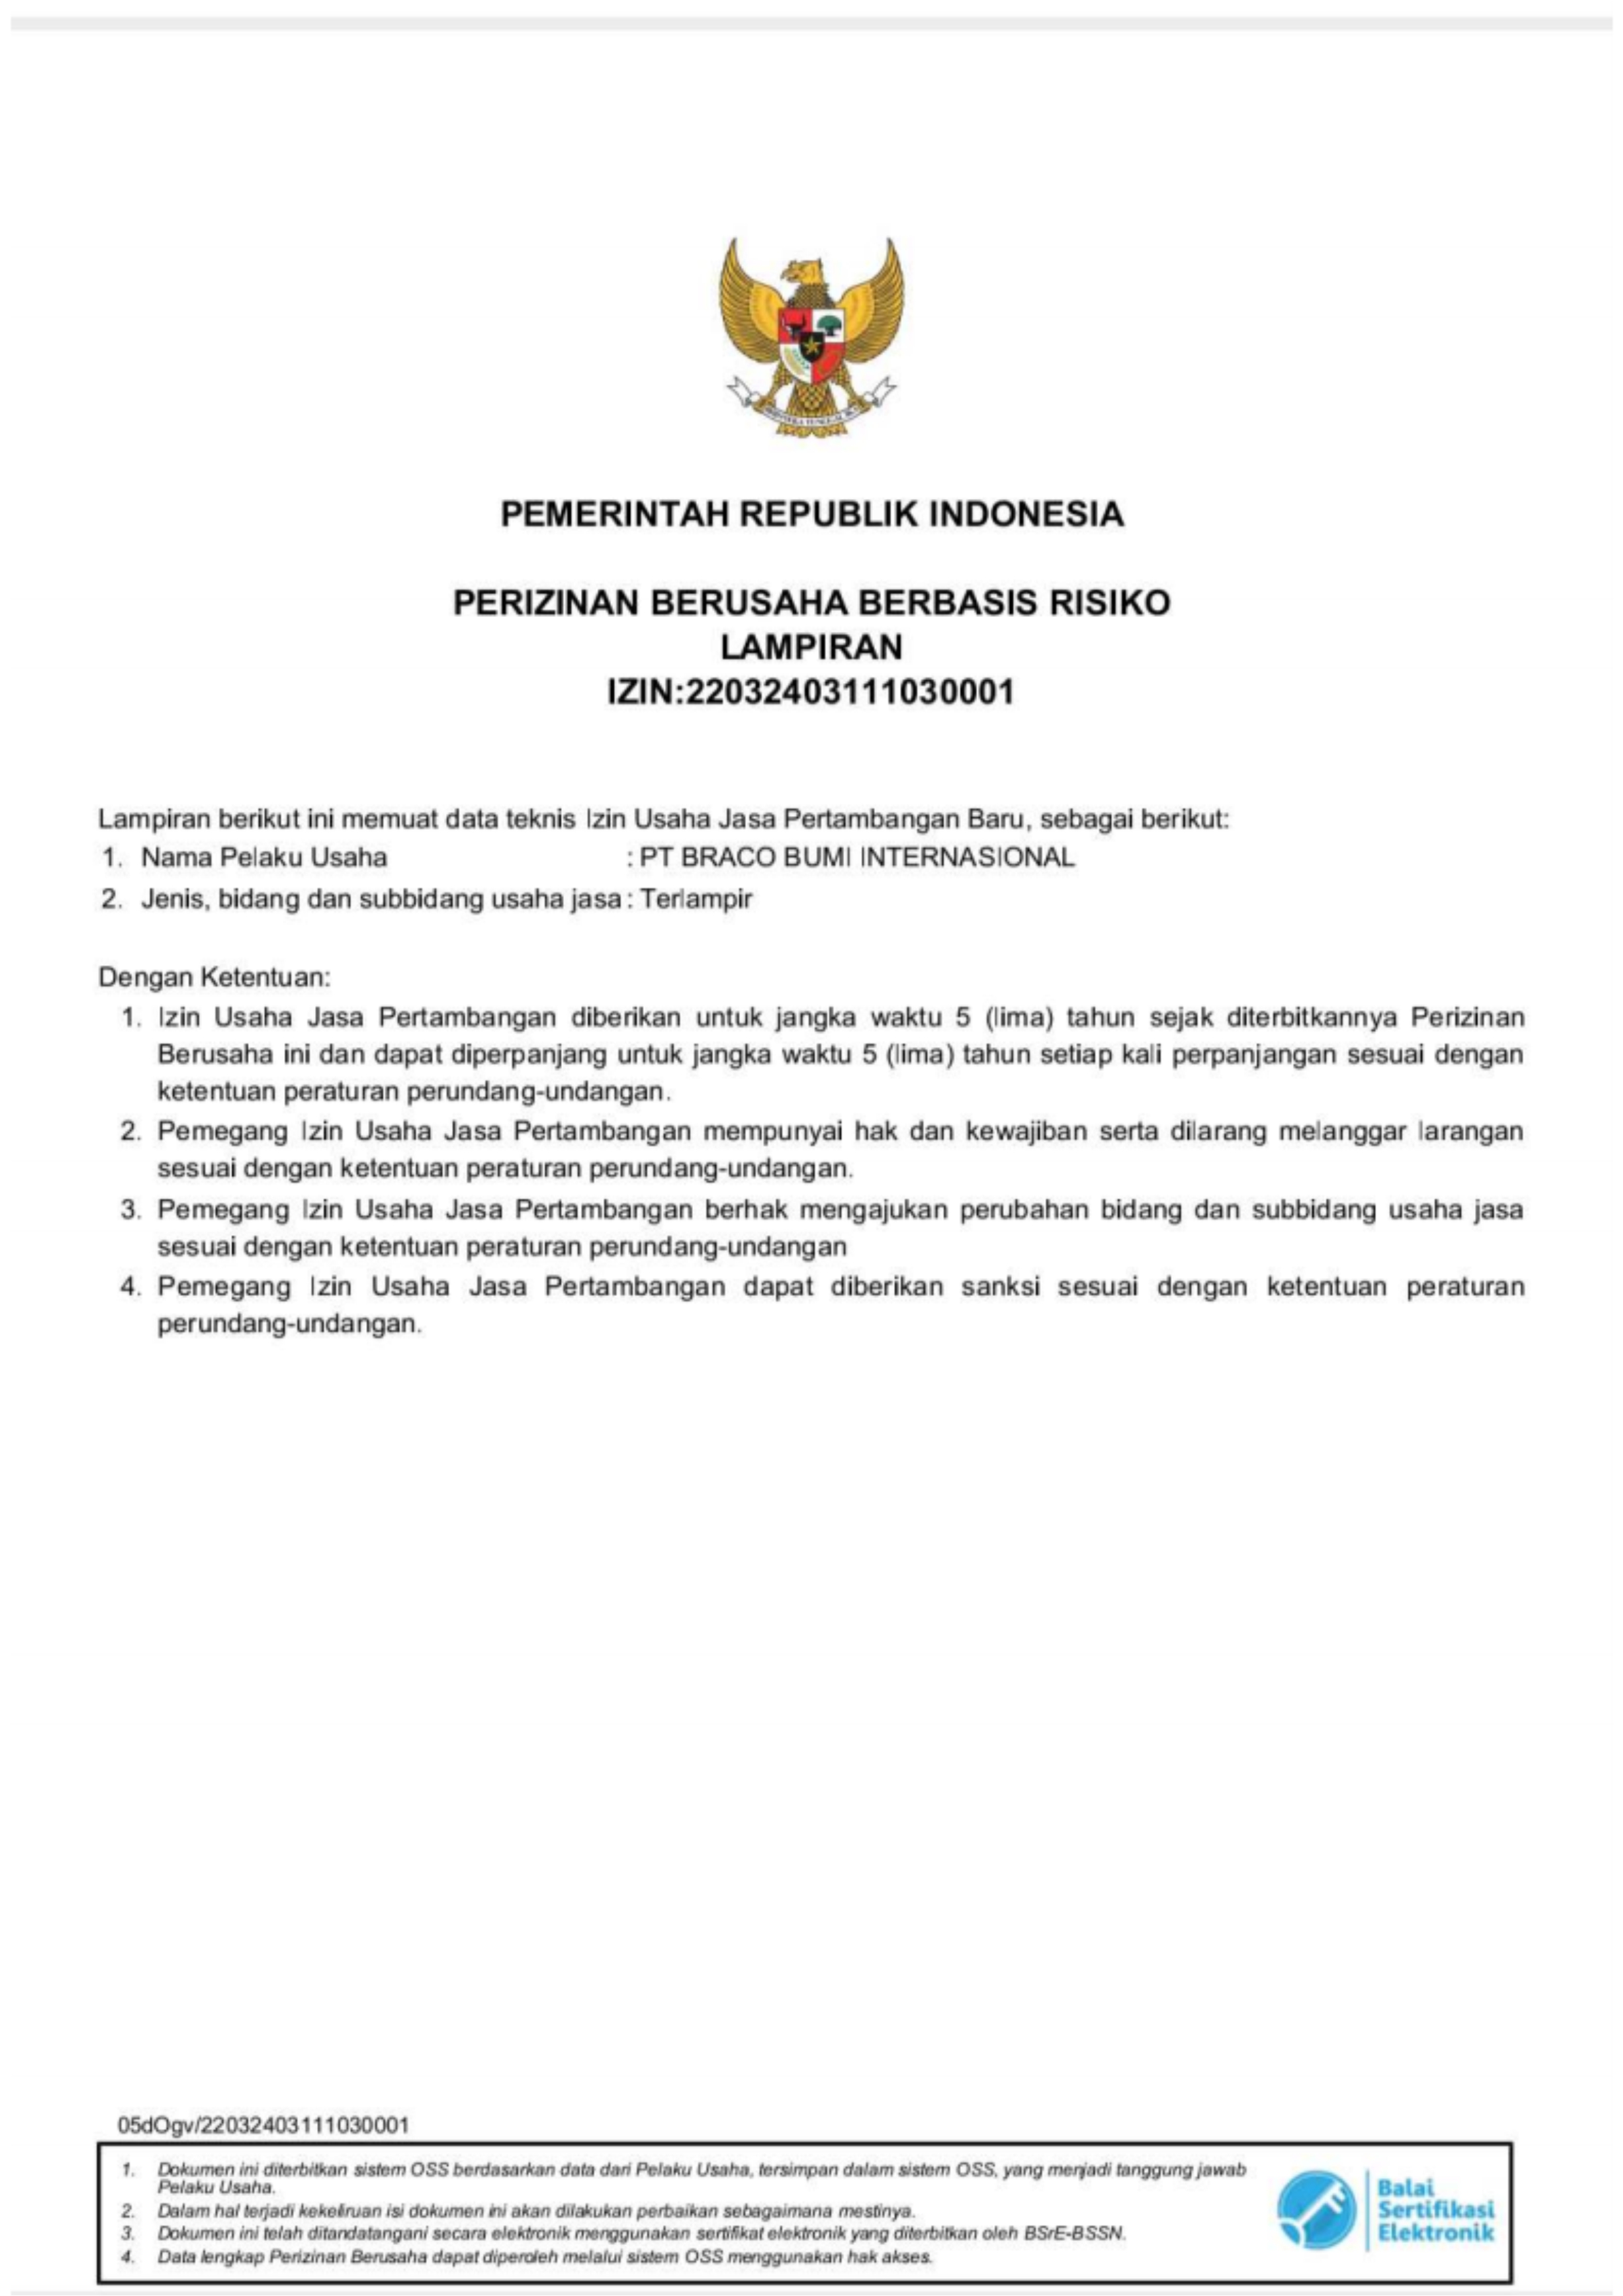 PEMERINTAH REPUBLIK INDONESIA
PERIZINAN BERUSAHA BERBASIS RISIKO
LAMPIRAN
IZIN:22032403111030001
Lampiran berikut ini memuat data teknis Izin Usaha Jasa Pertambangan Baru, sebagai berikut:
1. Nama Pelaku Usaha : PT BRACO BUMI INTERNASIONAL
2. Jenis, bidang dan subbidang usaha jasa : Terlampir
Dengan Ketentuan:
1. Izin Usaha Jasa Pertambangan diberikan untuk jangka waktu 5 (lima) tahun sejak diterbitkannya Perizinan
Berusaha ini dan dapat diperpanjang untuk jangka waktu 5 (lima) tahun setiap kali perpanjangan sesuai dengan
ketentuan peraturan perundang-undangan.
2. Pemegang Izin Usaha Jasa Pertambangan mempunyai hak dan kewajiban serta dilarang melanggar larangan
sesuai dengan ketentuan peraturan perundang-undangan.
3. Pemegang Izin Usaha Jasa Pertambangan berhak mengajukan perubahan bidang dan subbidang usaha jasa
sesuai dengan ketentuan peraturan perundang-undangan
4. Pemegang Izin Usaha Jasa Pertambangan dapat diberikan sanksi sesuai dengan ketentuan peraturan
perundang-undangan.
05dOgv/22032403111030001
1. Dokumen ini diterbitkan sistem OSS berdasarkan data dari Pelaku Usaha, tersimpan dalam sistem OSS, yang menjadi tanggung jawab
Pelaku Usaha.
2. Dalam hal terjadi kekeliruan isi dokumen ini akan dilakukan perbaikan sebagaimana mestinya.
3. Dokumen ini telah ditandatangani secara elektronik menggunakan sertifikat elektronik yang diterbitkan oleh BSrE-BSSN.
4. Data lengkap Perizinan Berusaha dapat diperoleh melalui sistem OSS menggunakan hak akses.
Balai
Sertifikasi
Elektronik